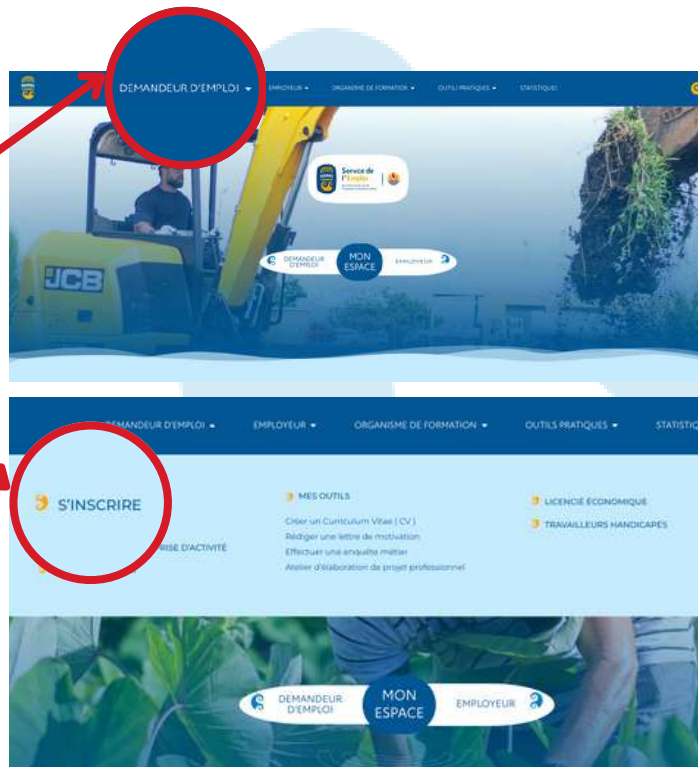 DEMANDEUR D'EMPLOI
EMPLOYEUR
ORGANISME DE FORMATION
OUTILS PRATIQUES
STATISTIQUES
Service de
l'Emploi
DEMANDEUR
D'EMPLOI
MON
ESPACE
EMPLOYEUR
JCB
DEMANDEUR D'EMPLOI
EMPLOYEUR
ORGANISME DE FORMATION
OUTILS PRATIQUES
STATISTIQ
S'INSCRIRE
RISE D'ACTIVITÉ
MES OUTILS
Créer un Curriculum Vitae ( CV )
Rédiger une lettre de motivation
Effectuer une enquête métier
Atelier d'élaboration de projet professionnel
LICENCIÉ ÉCONOMIQUE
TRAVAILLEURS HANDICAPÉS
DEMANDEUR
D'EMPLOI
MON
ESPACE
EMPLOYEUR